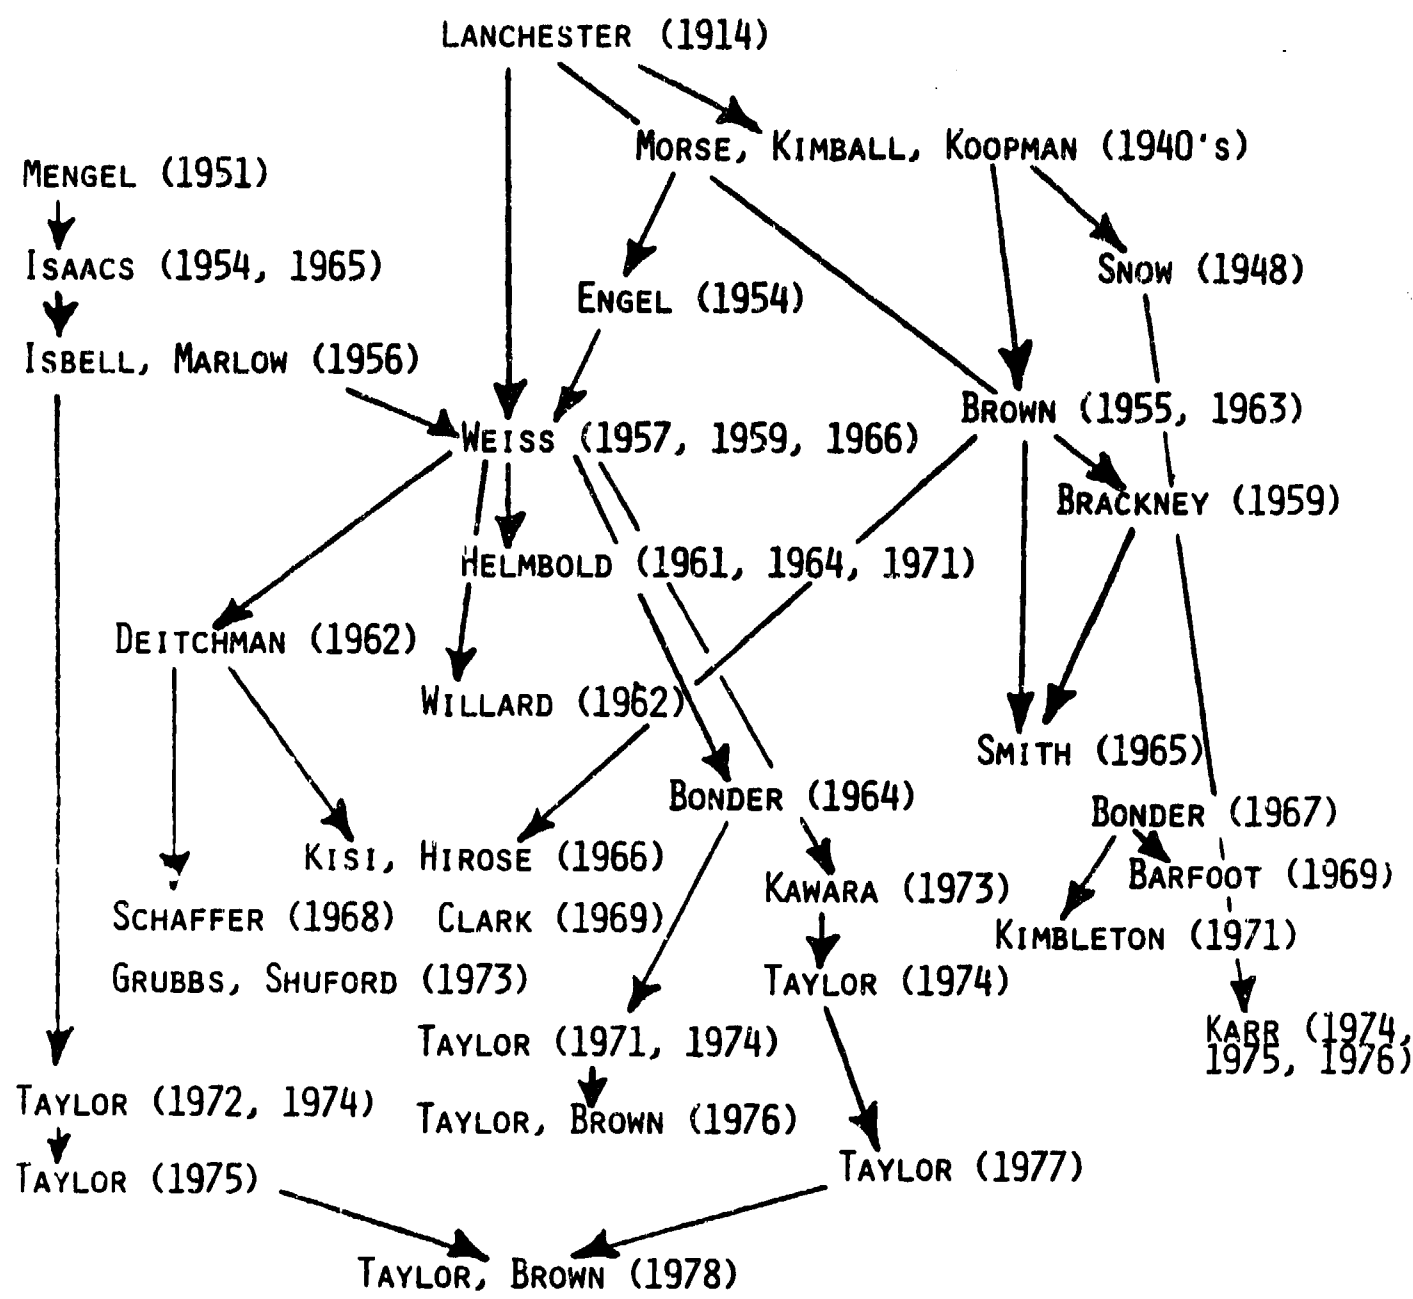 LANCHESTER (1914)
MORSE, KIMBALL, KOOPMAN (1940's)
MENGEL (1951)
ISAACS (1954, 1965)
SNOW (1948)
ENGEL (1954)
ISBELL, MARLOW (1956)
BROWN (1955, 1963)
WEISS (1957, 1959, 1966)
BRACKNEY (1959)
HELMBOLD (1961, 1964, 1971)
DEITCHMAN (1962)
WILLARD (1962)
SMITH (1965)
BONDER (1964)
BONDER (1967)
KISI, HIROSE (1966)
BARFOOT (1969)
KAWARA (1973)
SCHAFFER (1968)
CLARK (1969)
KIMBLETON (1971)
GRUBBS, SHUFORD (1973)
TAYLOR (1974)
KARR (1974,
1975, 1976)
TAYLOR (1971, 1974)
TAYLOR (1972, 1974)
TAYLOR, BROWN (1976)
TAYLOR (1977)
TAYLOR (1975)
TAYLOR, BROWN (1978)